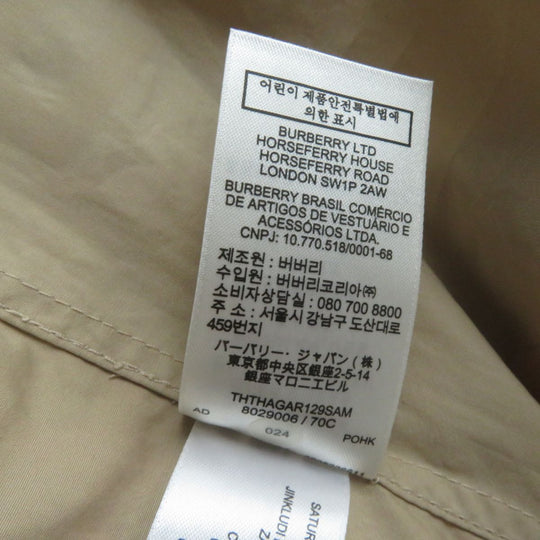 어린이 제품안전특별법에
의한 표시
BURBERRY LTD
HORSEFERRY HOUSE
HORSEFERRY ROAD
LONDON SW1P 2AW
BURBERRY BRASIL COMÉRCIO
DE ARTIGOS DE VESTUÁRIO E
ACESSÓRIOS LTDA.
CNPJ: 10.770.518/0001-68
제조원 : 버버리
수입원 : 버버리코리아㈜
소비자상담실 : 080 700 8800
주 소 : 서울시 강남구 도산대로
459번지
バーバリー・ジャパン(株)
東京都中央区銀座2-5-14
銀座マロニエビル
THTHAGAR129SAM
8029006 / 70C
AD 024 POHK
SATUR
JINKLUDI